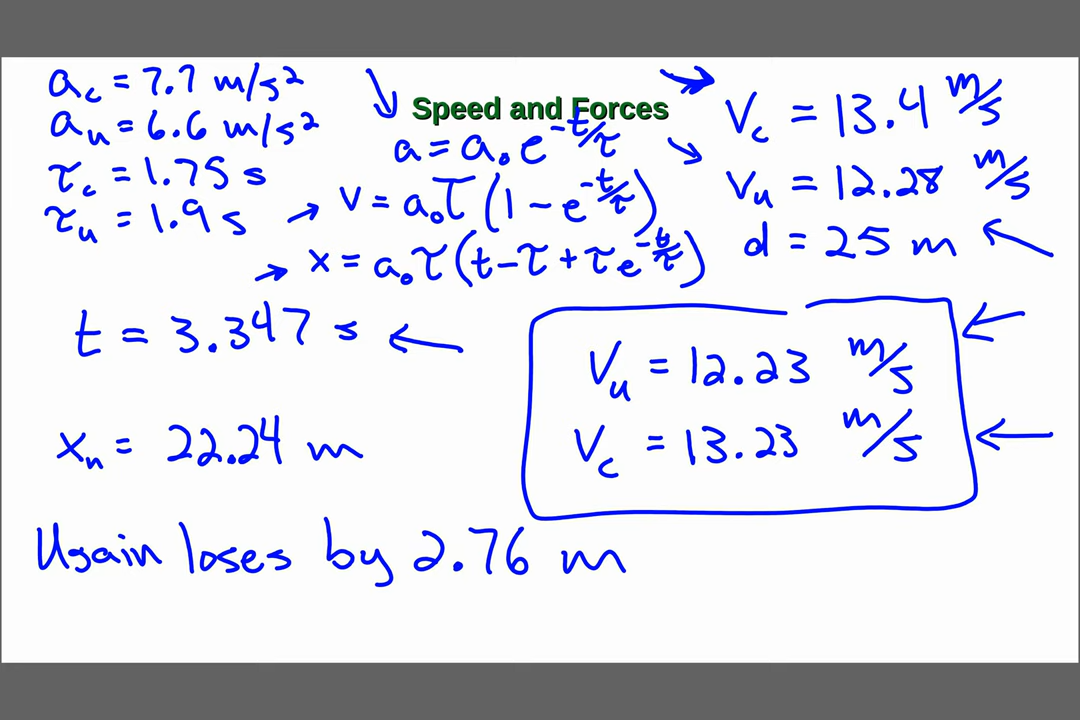 a_c = 7.7 m/s²
a_u = 6.6 m/s²
τ_c = 1.75 s
τ_u = 1.9 s
Speed and Forces
a = a₀e^(-t/τ)
v = a₀τ(1 - e^(-t/τ))
x = a₀τ(t - τ + τe^(-t/τ))
V_c = 13.4 m/s
V_u = 12.28 m/s
d = 25 m
t = 3.347 s
V_u = 12.23 m/s
V_c = 13.23 m/s
x_n = 22.24 m
Ugain loses by 2.76 m